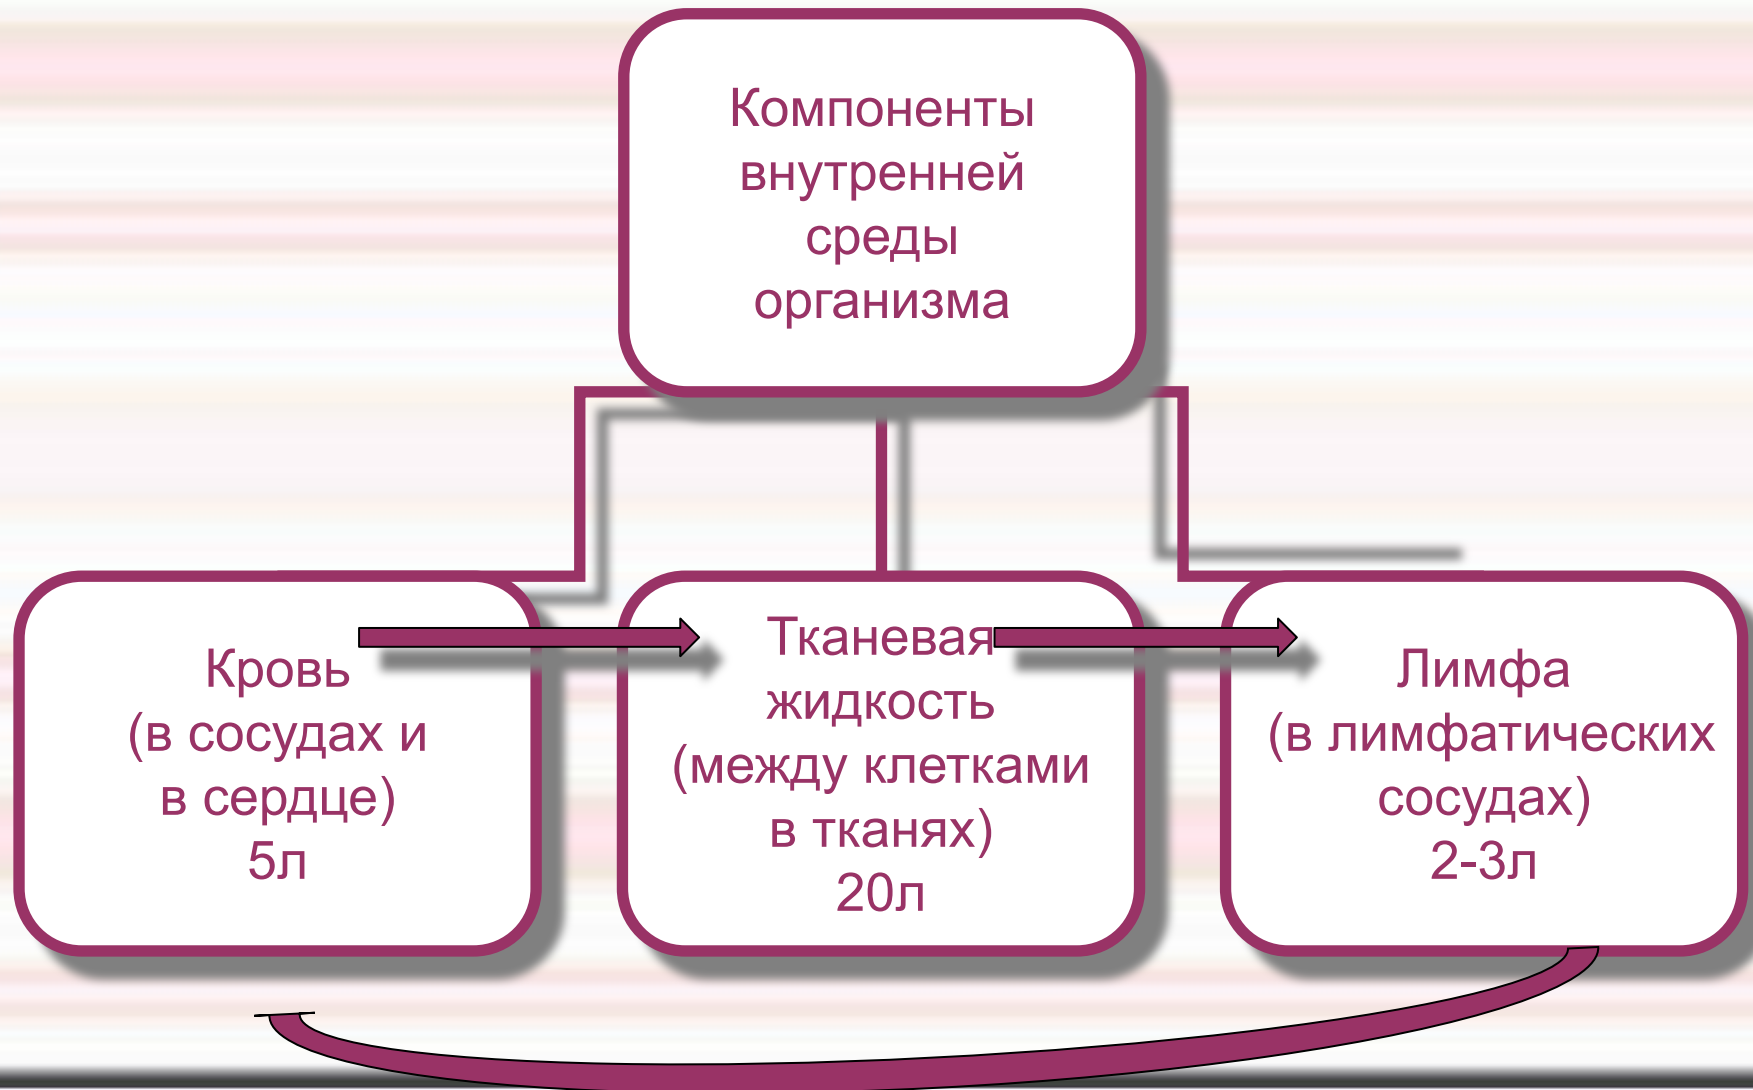 Компоненты
внутренней
среды
организма
Кровь
(в сосудах и
в сердце)
5л
Тканевая
жидкость
(между клетками
в тканях)
20л
Лимфа
(в лимфатических
сосудах)
2-3л